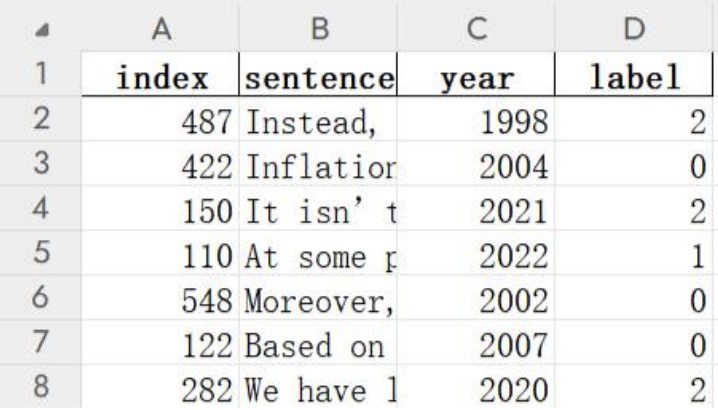 A B C D
1 index sentence year label
2 487 Instead, 1998 2
3 422 Inflation 2004 0
4 150 It isn’t 2021 2
5 110 At some p 2022 1
6 548 Moreover, 2002 0
7 122 Based on 2007 0
8 282 We have l 2020 2